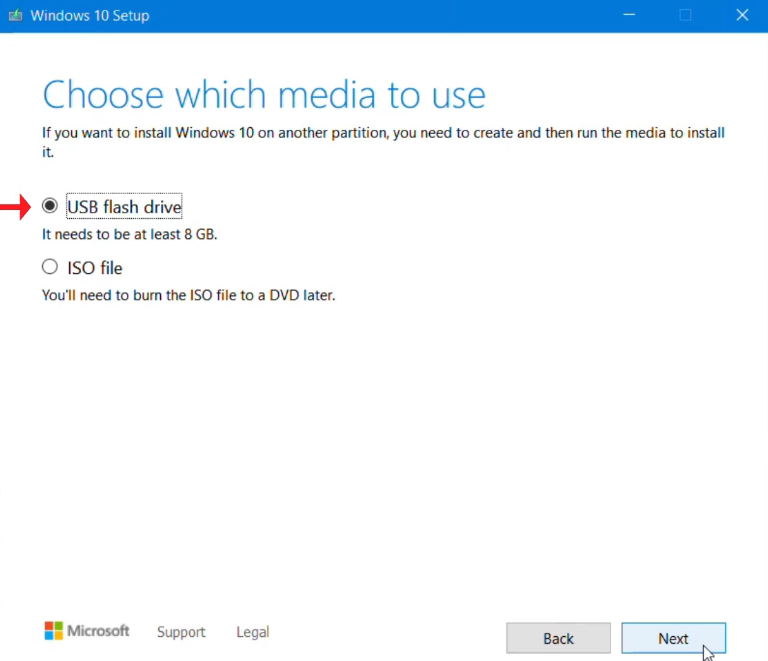 Windows 10 Setup
Choose which media to use
If you want to install Windows 10 on another partition, you need to create and then run the media to install
it.
USB flash drive
It needs to be at least 8 GB.
ISO file
You'll need to burn the ISO file to a DVD later.
Microsoft Support Legal Back Next